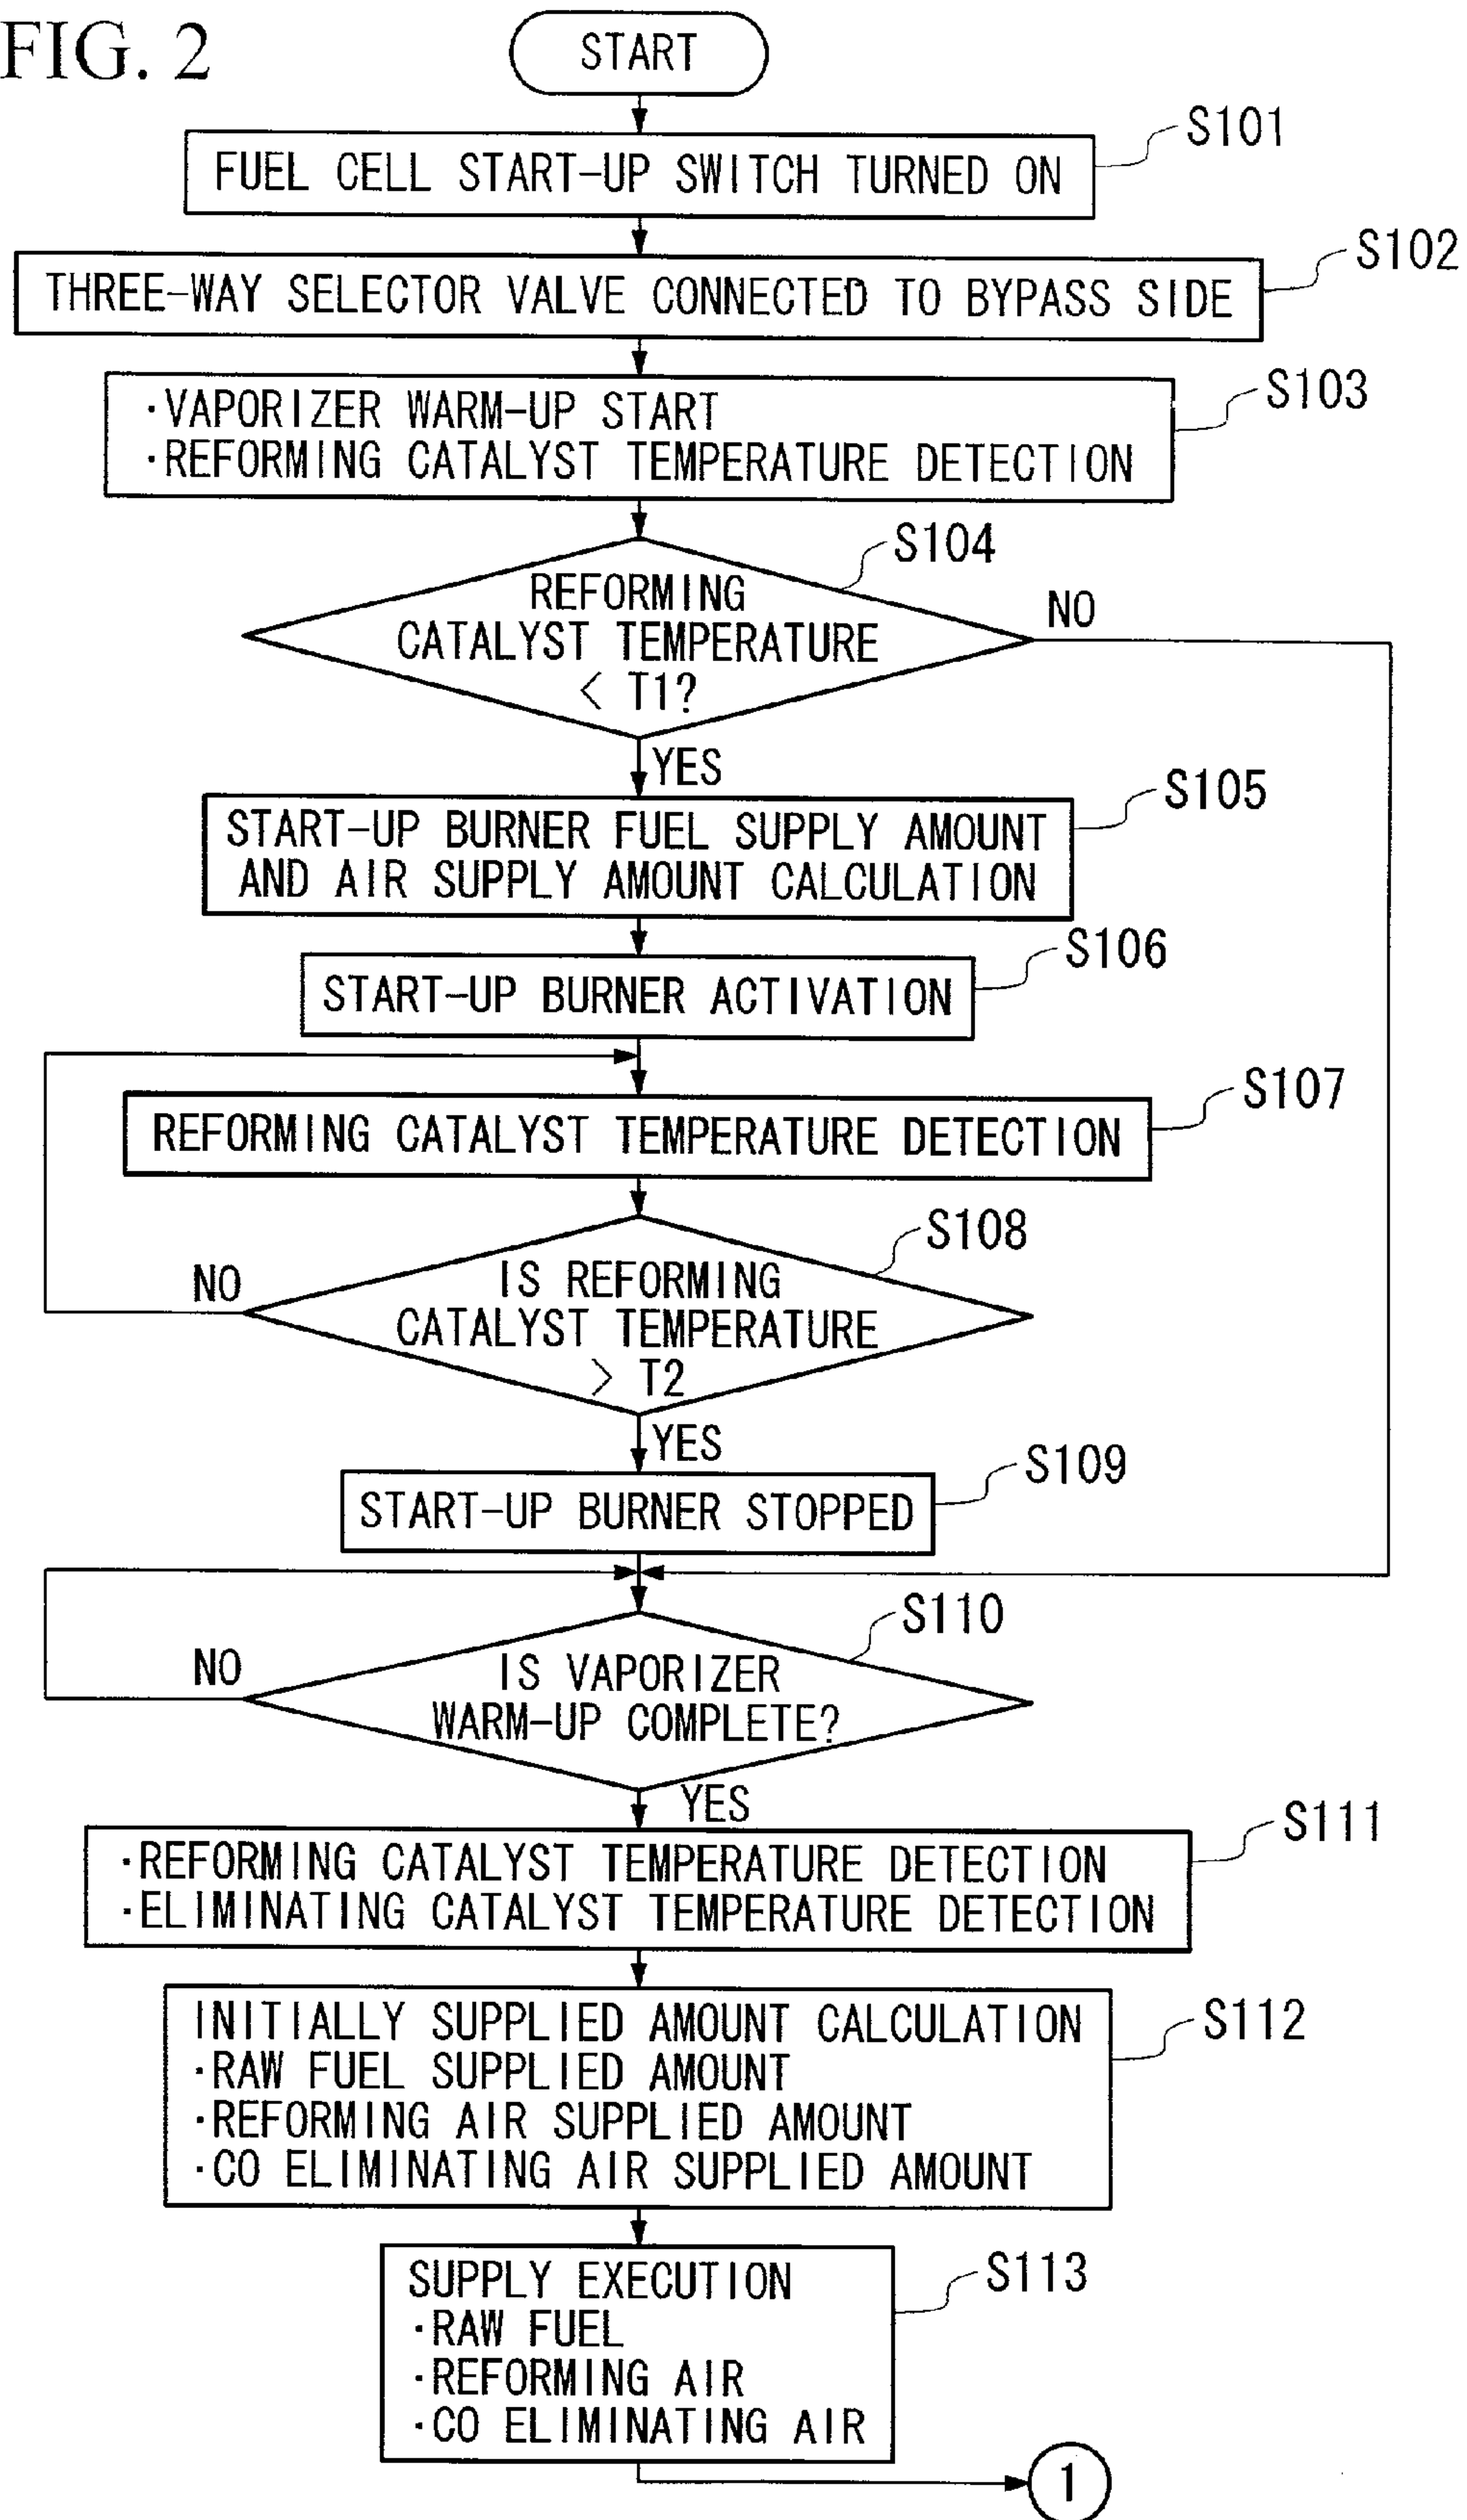 FIG. 2
START
S101
FUEL CELL START-UP SWITCH TURNED ON
S102
THREE-WAY SELECTOR VALVE CONNECTED TO BYPASS SIDE
S103
·VAPORIZER WARM-UP START
·REFORMING CATALYST TEMPERATURE DETECTION
S104
REFORMING
CATALYST TEMPERATURE
< T1?
NO
YES
S105
START-UP BURNER FUEL SUPPLY AMOUNT
AND AIR SUPPLY AMOUNT CALCULATION
S106
START-UP BURNER ACTIVATION
S107
REFORMING CATALYST TEMPERATURE DETECTION
S108
IS REFORMING
CATALYST TEMPERATURE
> T2
NO
YES
S109
START-UP BURNER STOPPED
S110
IS VAPORIZER
WARM-UP COMPLETE?
NO
YES
S111
·REFORMING CATALYST TEMPERATURE DETECTION
·ELIMINATING CATALYST TEMPERATURE DETECTION
S112
INITIALLY SUPPLIED AMOUNT CALCULATION
·RAW FUEL SUPPLIED AMOUNT
·REFORMING AIR SUPPLIED AMOUNT
·CO ELIMINATING AIR SUPPLIED AMOUNT
S113
SUPPLY EXECUTION
·RAW FUEL
·REFORMING AIR
·CO ELIMINATING AIR
1